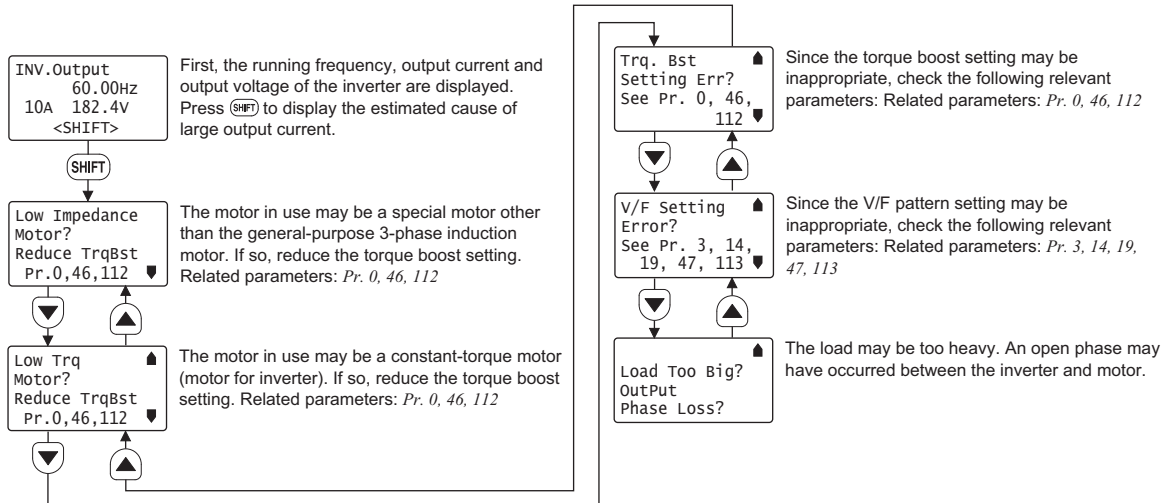 INV.Output
60.00Hz
10A 182.4V
<SHIFT>
First, the running frequency, output current and
output voltage of the inverter are displayed.
Press SHIFT to display the estimated cause of
large output current.
SHIFT
Low Impedance
Motor?
Reduce TrqBst
Pr.0,46,112
The motor in use may be a special motor other
than the general-purpose 3-phase induction
motor. If so, reduce the torque boost setting.
Related parameters: Pr. 0, 46, 112
Low Trq
Motor?
Reduce TrqBst
Pr.0,46,112
The motor in use may be a constant-torque motor
(motor for inverter). If so, reduce the torque boost
setting. Related parameters: Pr. 0, 46, 112
Trq. Bst
Setting Err?
See Pr. 0, 46,
112
Since the torque boost setting may be
inappropriate, check the following relevant
parameters: Related parameters: Pr. 0, 46, 112
V/F Setting
Error?
See Pr. 3, 14,
19, 47, 113
Since the V/F pattern setting may be
inappropriate, check the following relevant
parameters: Related parameters: Pr. 3, 14, 19,
47, 113
Load Too Big?
OutPut
Phase Loss?
The load may be too heavy. An open phase may
have occurred between the inverter and motor.